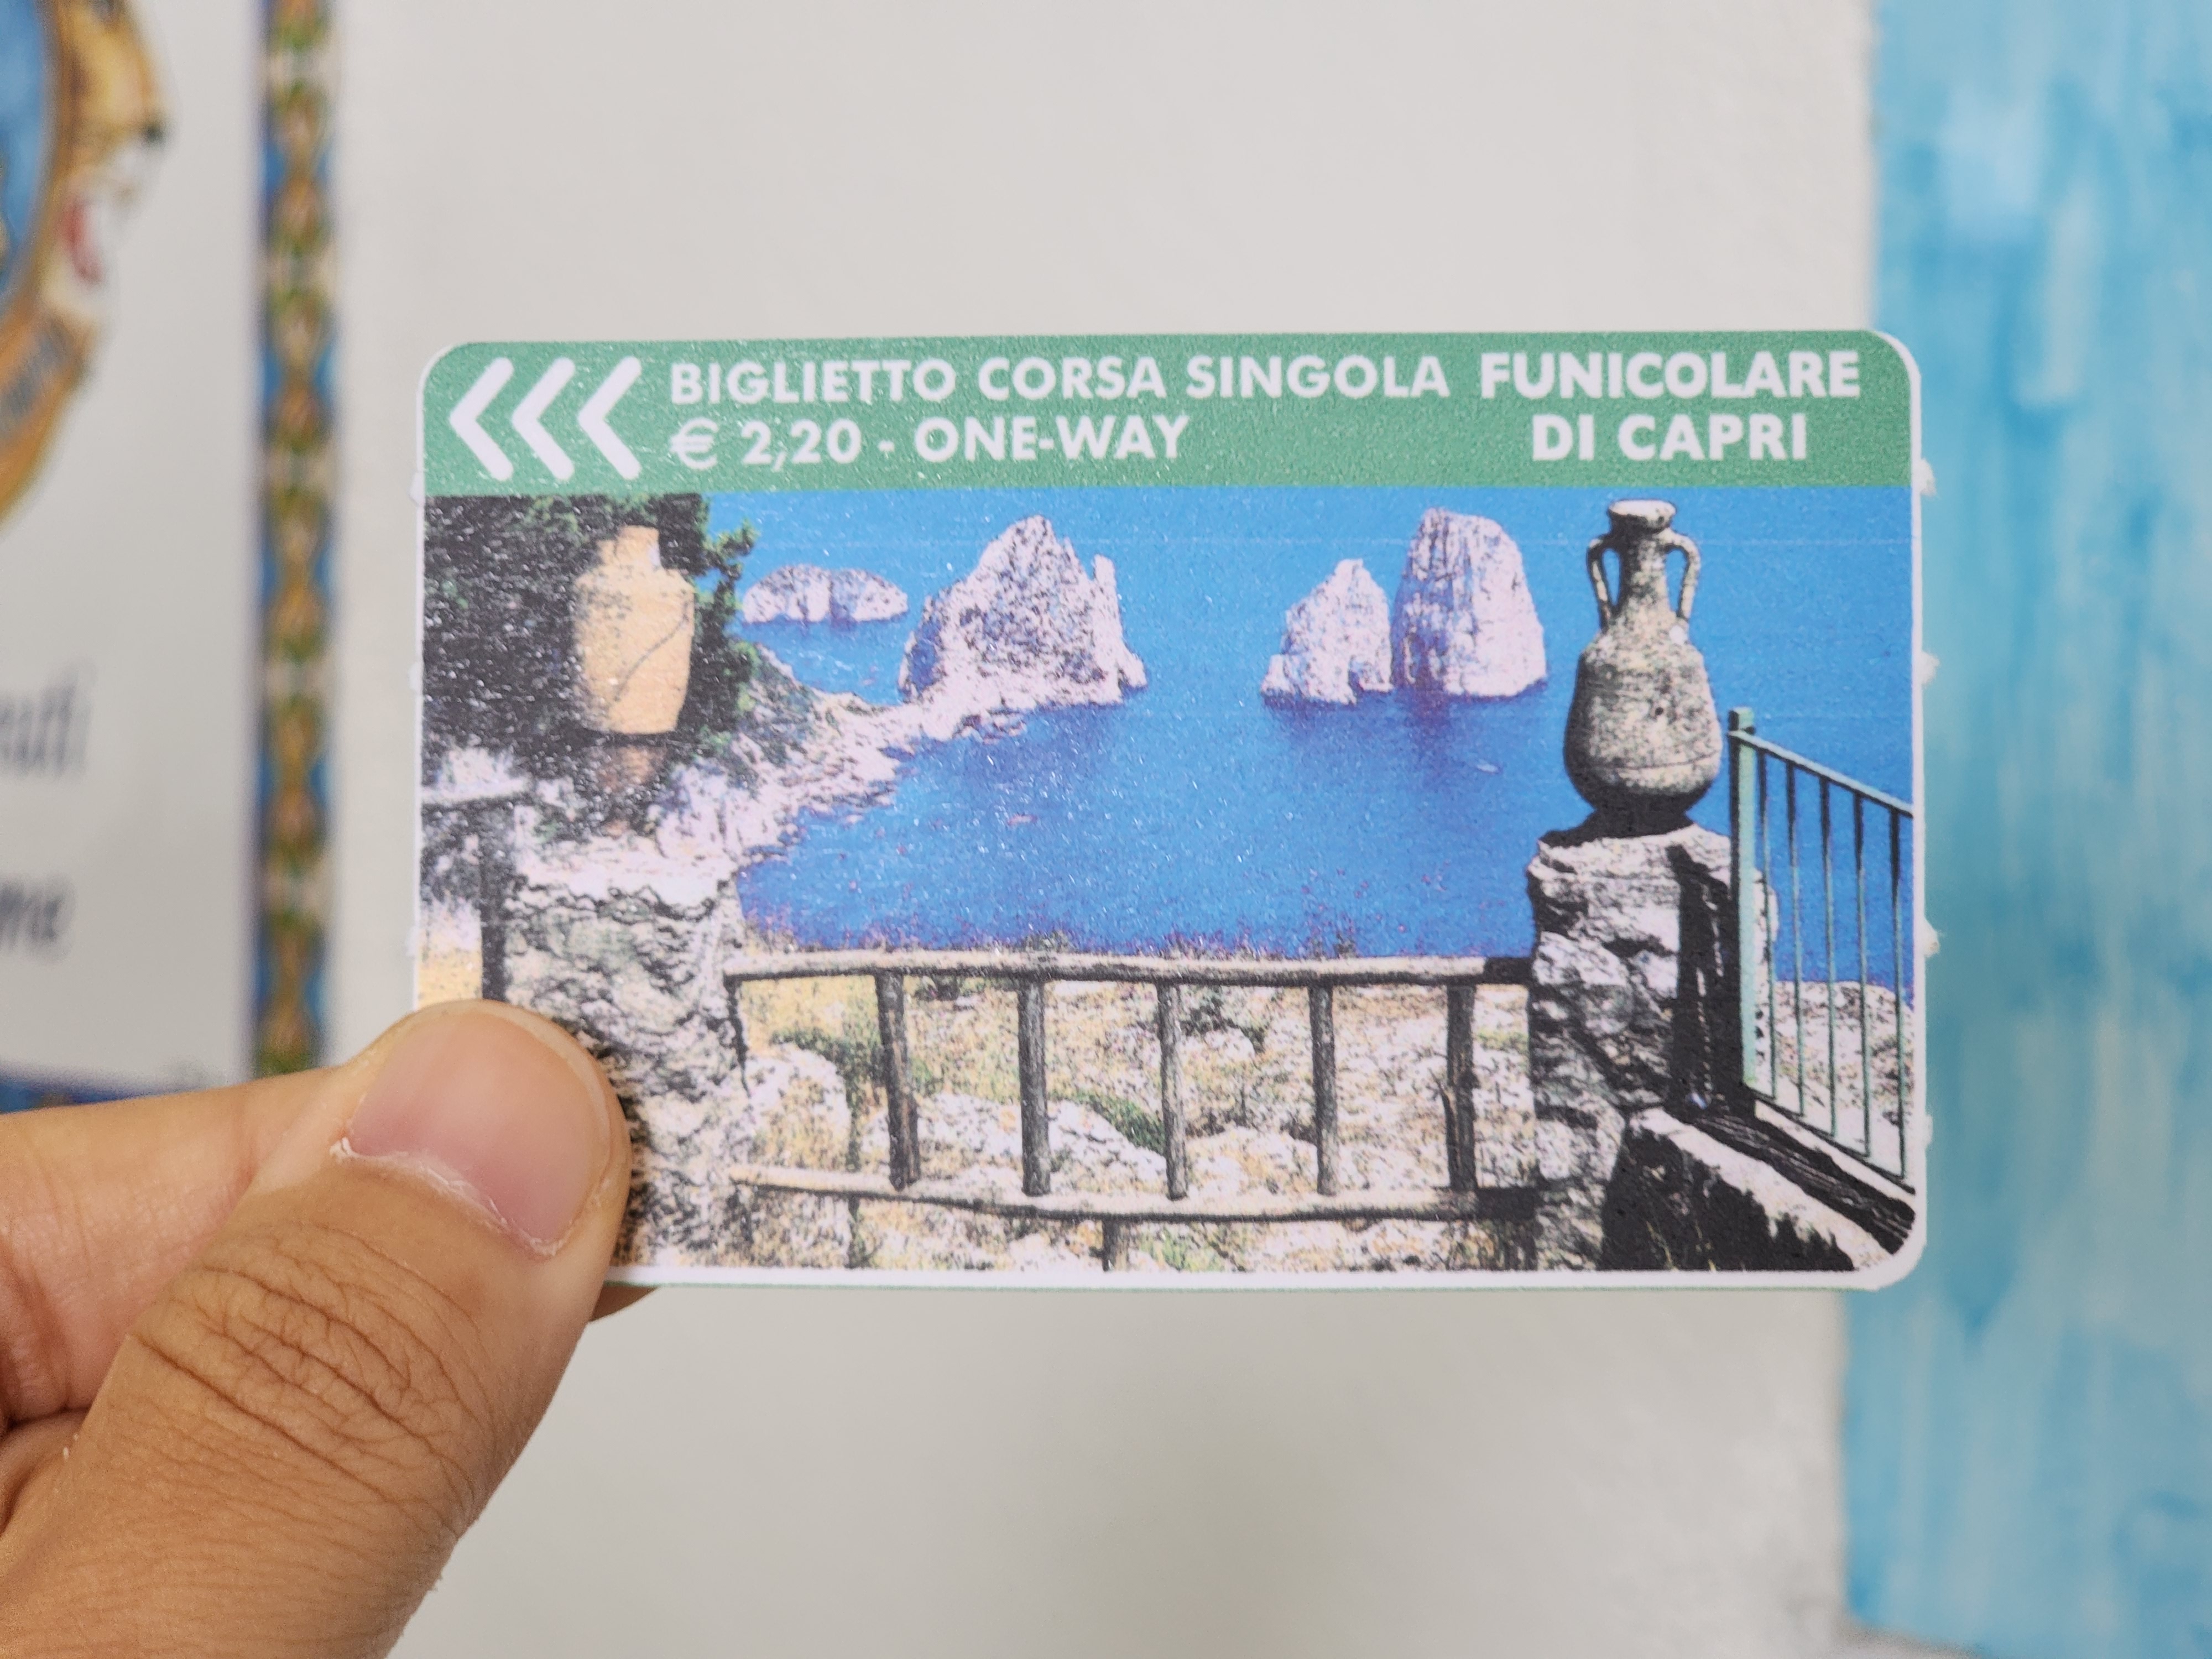 BIGLIETTO CORSA SINGOLA
€ 2,20 - ONE-WAY
FUNICOLARE
DI CAPRI